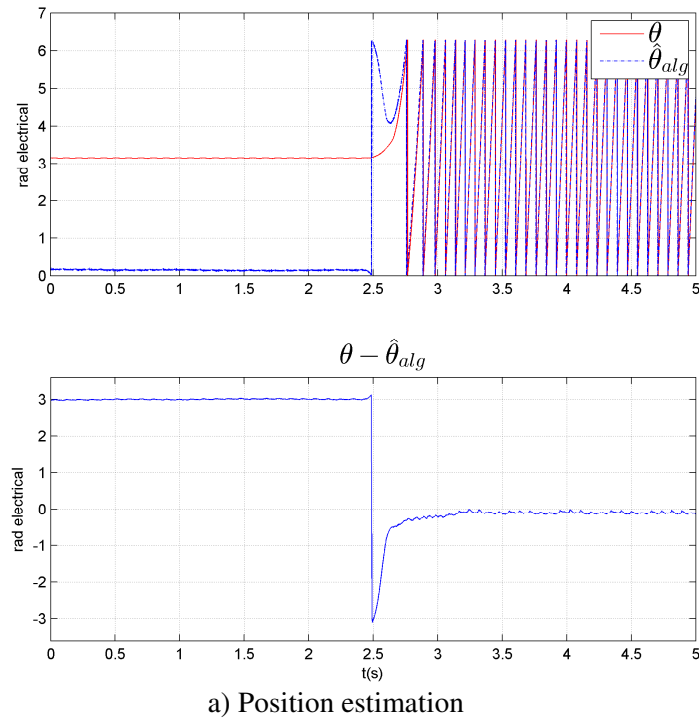 7
6
5
4
3
2
1
0
rad electrical
0 0.5 1 1.5 2 2.5 3 3.5 4 4.5 5
θ
θ̂_alg
θ − θ̂_alg
3
2
1
0
-1
-2
-3
rad electrical
0 0.5 1 1.5 2 2.5 3 3.5 4 4.5 5
t(s)
a) Position estimation